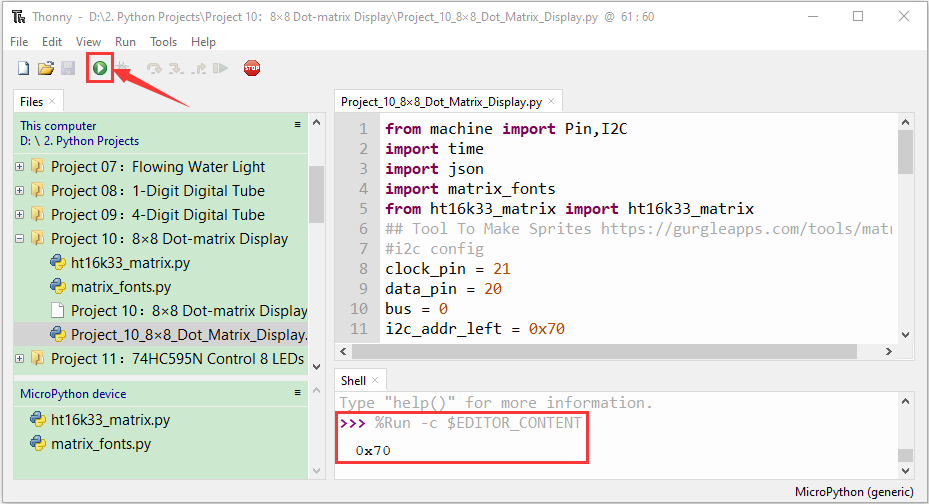 Thonny - D:\2. Python Projects\Project 10：8×8 Dot-matrix Display\Project_10_8×8_Dot_Matrix_Display.py @ 61 : 60
File Edit View Run Tools Help
STOP
Files
This computer
D: \ 2. Python Projects
Project 07：Flowing Water Light
Project 08：1-Digit Digital Tube
Project 09：4-Digit Digital Tube
Project 10：8×8 Dot-matrix Display
ht16k33_matrix.py
matrix_fonts.py
Project 10：8×8 Dot-matrix Display
Project_10_8×8_Dot_Matrix_Display.
Project 11：74HC595N Control 8 LEDs
MicroPython device
ht16k33_matrix.py
matrix_fonts.py
Project_10_8×8_Dot_Matrix_Display.py
1 from machine import Pin,I2C
2 import time
3 import json
4 import matrix_fonts
5 from ht16k33_matrix import ht16k33_matrix
6 ## Tool To Make Sprites https://gurgleapps.com/tools/mat
7 #i2c config
8 clock_pin = 21
9 data_pin = 20
10 bus = 0
11 i2c_addr_left = 0x70
Shell
Type "help()" for more information.
>>> %Run -c $EDITOR_CONTENT
0x70
MicroPython (generic)